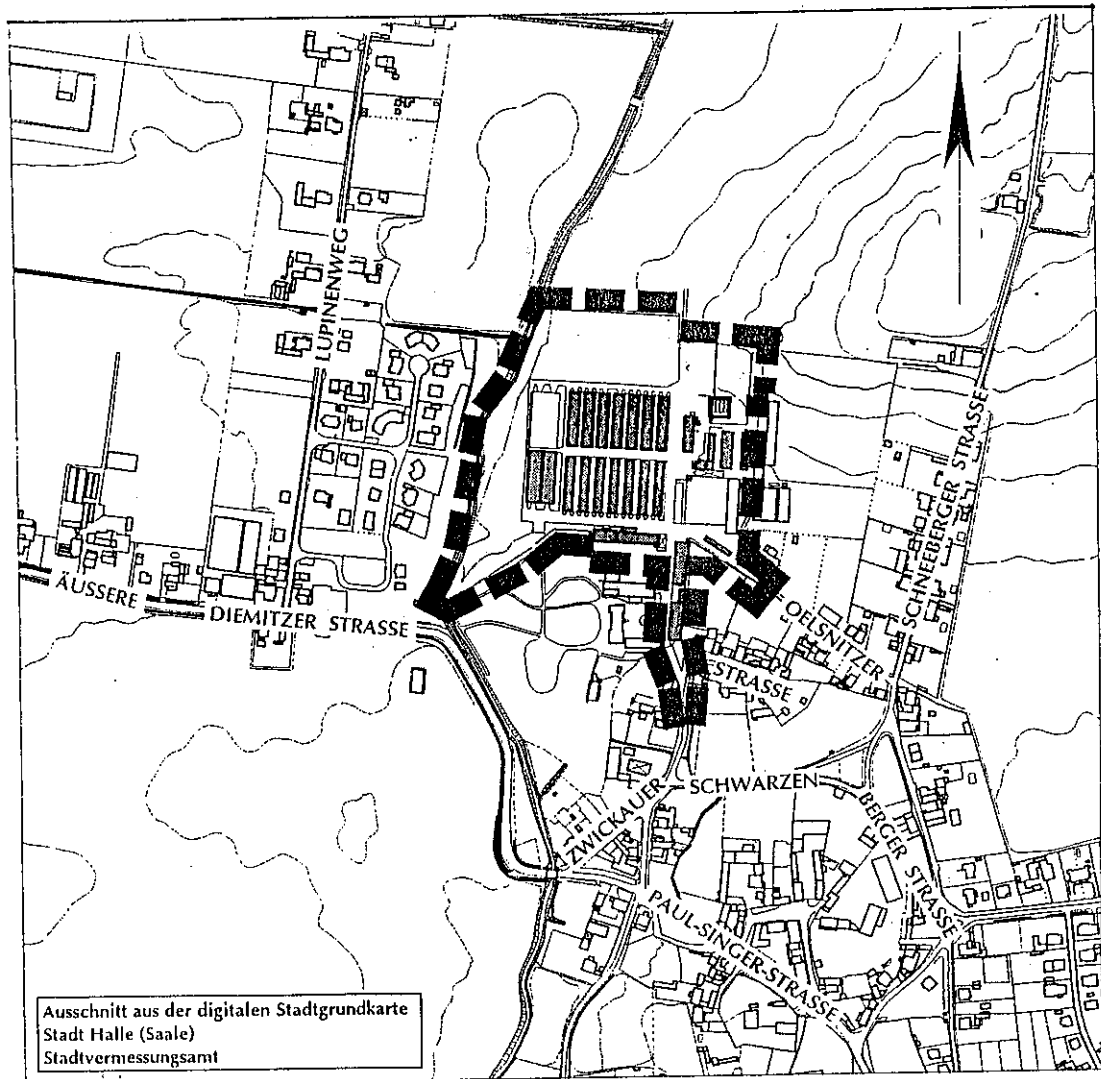 LUPINENWEG
SCHNEEBERGER STRASSE
ÄUSSERE DIEMITZER STRASSE
OELSNITZER
STRASSE
ZWICKAUER
SCHWARZEN
BERGER STRASSE
PAUL-SINGER-STRASSE
Ausschnitt aus der digitalen Stadtgrundkarte
Stadt Halle (Saale)
Stadtvermessungsamt